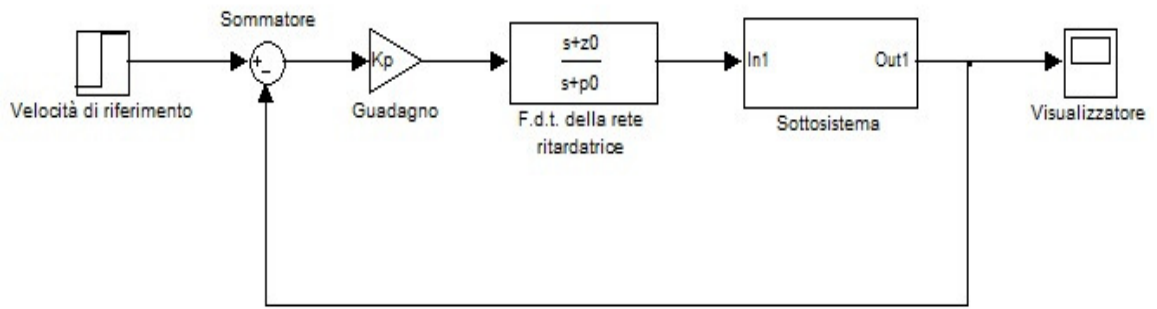 Sommatore
+
−
Kp
s+z0
s+p0
In1
Out1
Velocità di riferimento
Guadagno
F.d.t. della rete
ritardatrice
Sottosistema
Visualizzatore